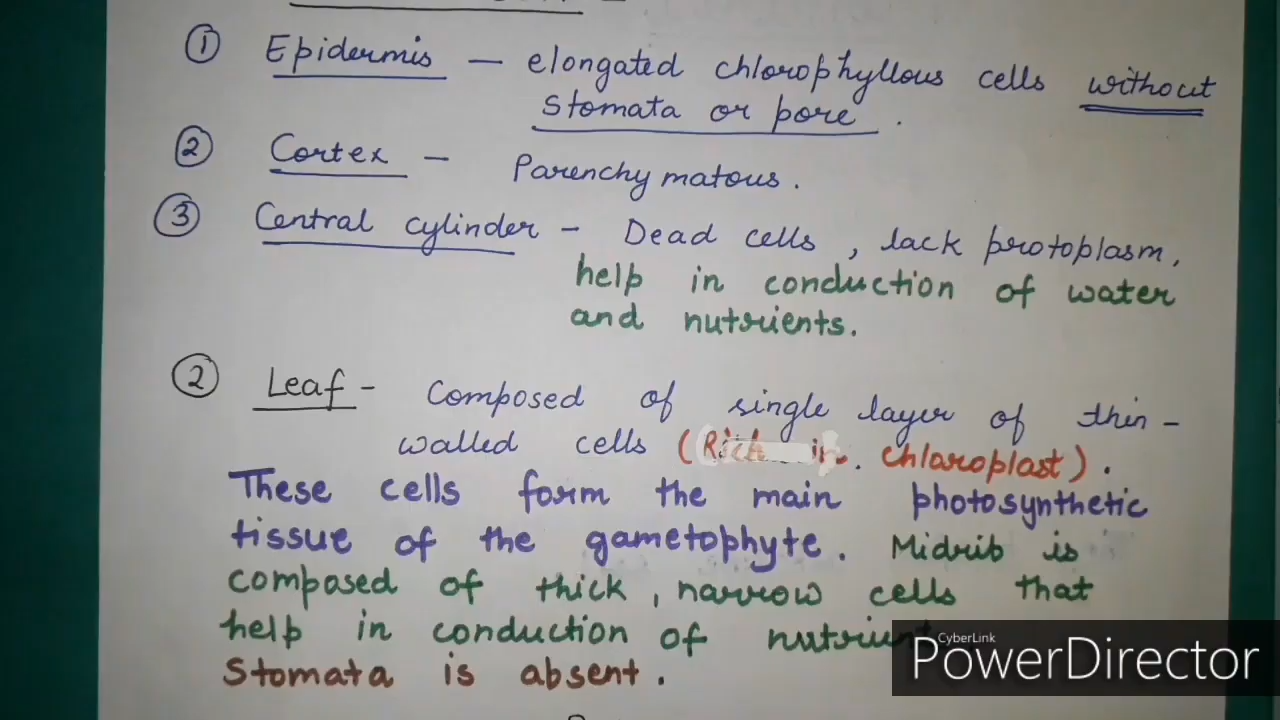 ① Epidermis — elongated chlorophyllous cells without
stomata or pore.
② Cortex — Parenchymatous.
③ Central cylinder – Dead cells, lack protoplasm,
help in conduction of water
and nutrients.
② Leaf – Composed of single layer of thin –
walled cells (Rich in chloroplast).
These cells form the main photosynthetic
tissue of the gametophyte. Midrib is
composed of thick, narrow cells that
help in conduction of
Stomata is absent.
CyberLink
PowerDirector